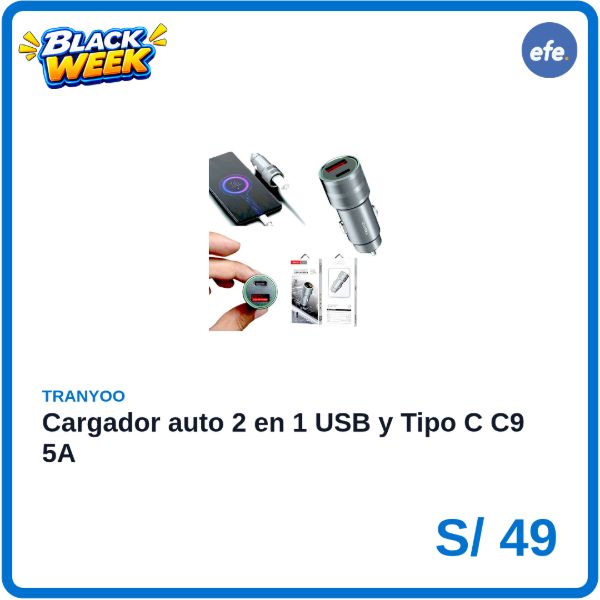 BLACK
WEEK
efe.
TRANYOO
Cargador auto 2 en 1 USB y Tipo C C9
5A
S/ 49